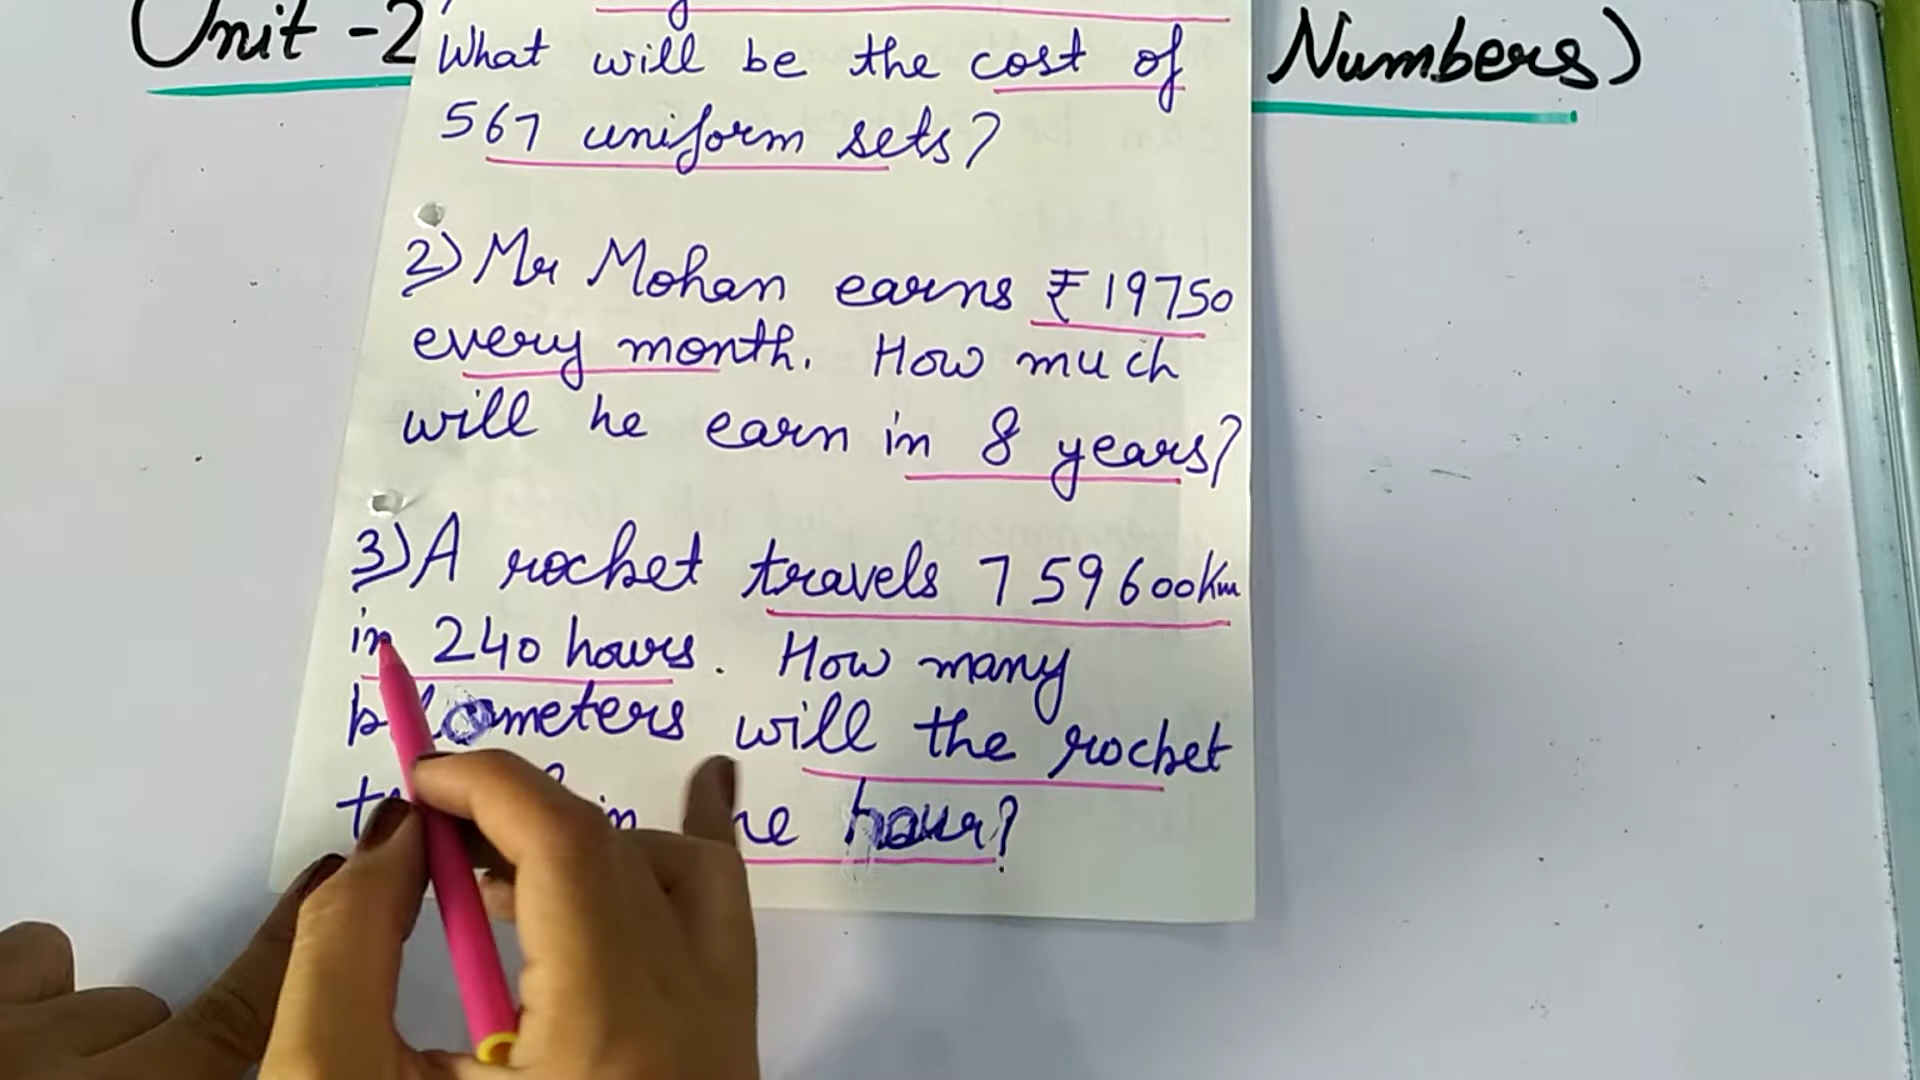 Unit -2 Numbers)
What will be the cost of
567 uniform sets?
2) Mr Mohan earns ₹ 19750
every month. How much
will he earn in 8 years?
3) A rocket travels 759600km
in 240 hours. How many
will the rocket
in hour?